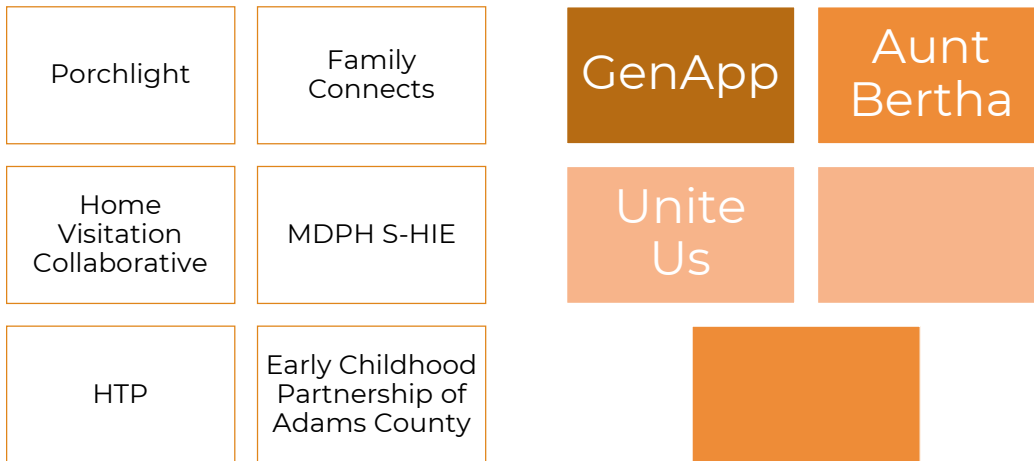 Porchlight
Family
Connects
Home
Visitation
Collaborative
MDPH S-HIE
HTP
Early Childhood
Partnership of
Adams County
GenApp
Aunt
Bertha
Unite
Us